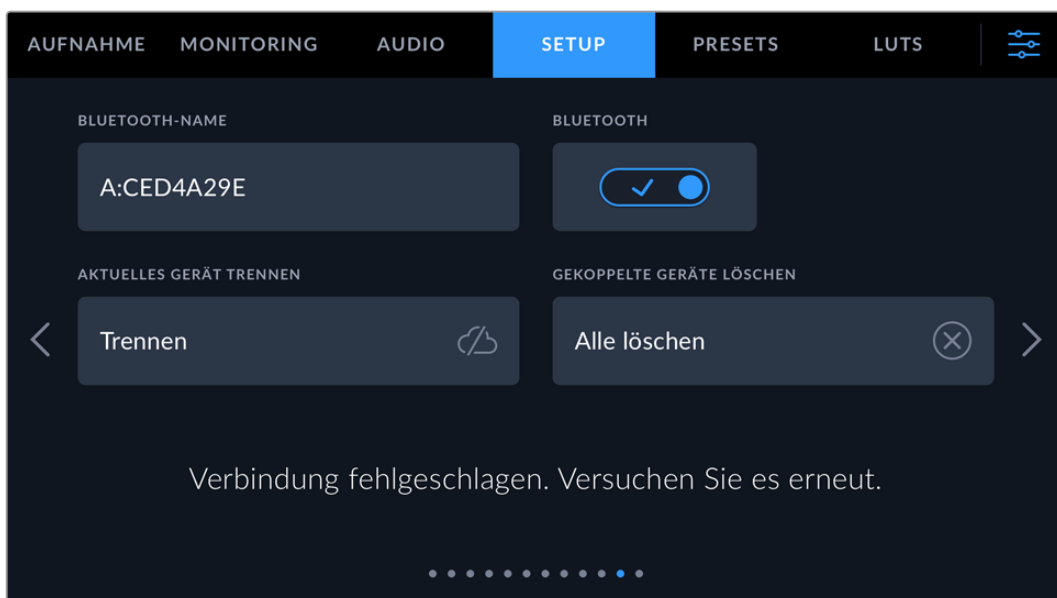 AUFNAHME MONITORING AUDIO SETUP PRESETS LUTS
BLUETOOTH-NAME BLUETOOTH
A:CED4A29E
AKTUELLES GERÄT TRENNEN GEKOPPELTE GERÄTE LÖSCHEN
Trennen Alle löschen
Verbindung fehlgeschlagen. Versuchen Sie es erneut.